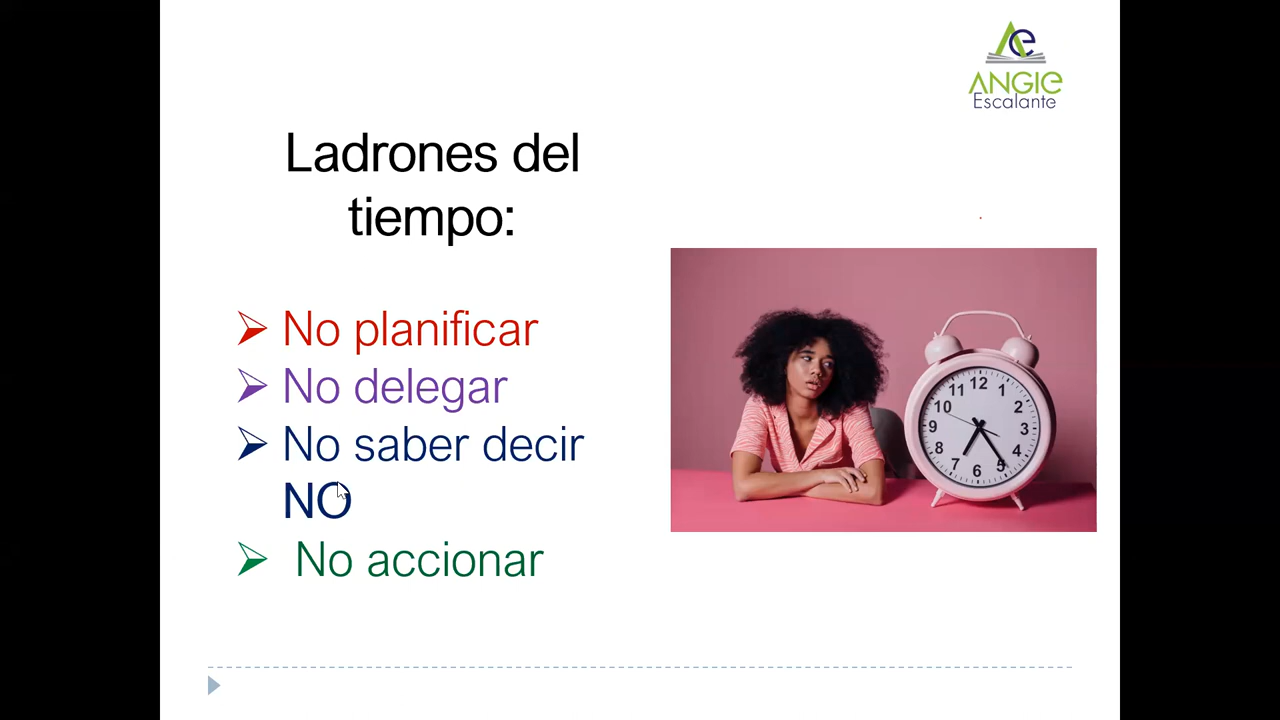 ANGIE
Escalante
Ladrones del
tiempo:
No planificar
No delegar
No saber decir
NO
No accionar
11 12 1
10 2
9 3
8 4
7 6 5